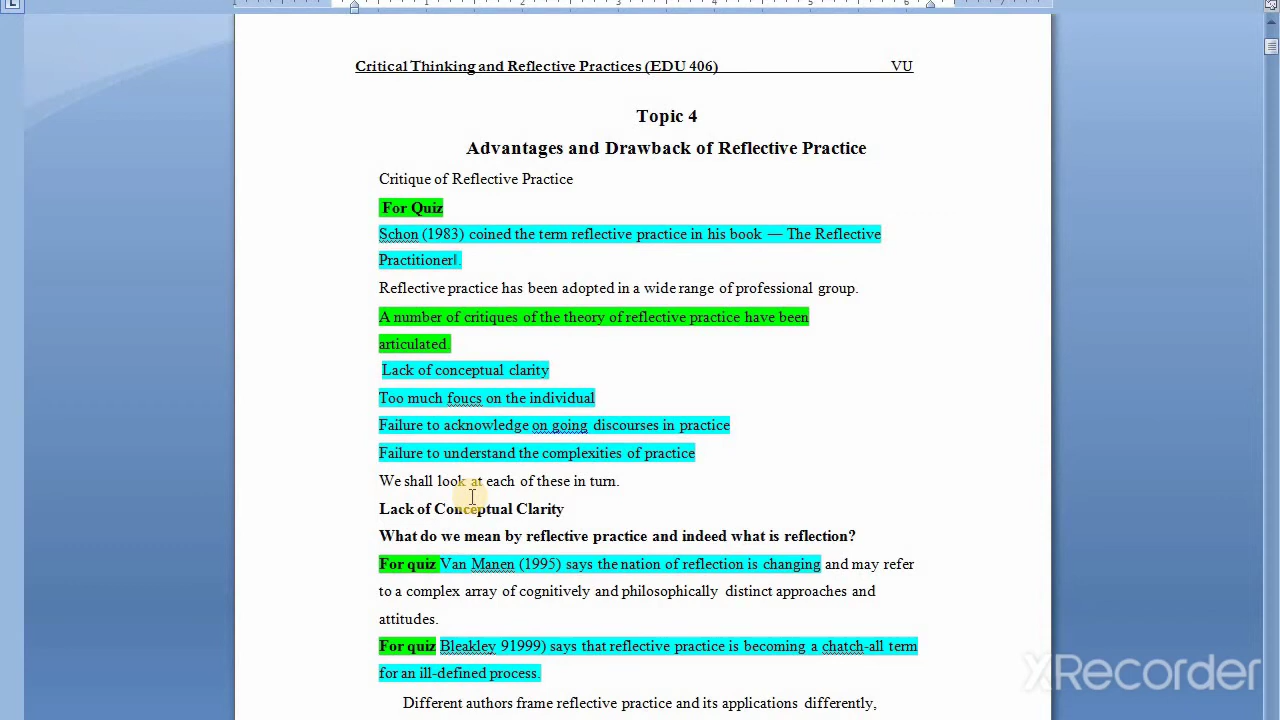 L
1 1 2 3 4 5 6 7
Critical Thinking and Reflective Practices (EDU 406) VU
Topic 4
Advantages and Drawback of Reflective Practice
Critique of Reflective Practice
For Quiz
Schon (1983) coined the term reflective practice in his book — The Reflective
Practitioner‖.
Reflective practice has been adopted in a wide range of professional group.
A number of critiques of the theory of reflective practice have been
articulated.
Lack of conceptual clarity
Too much foucs on the individual
Failure to acknowledge on going discourses in practice
Failure to understand the complexities of practice
We shall look at each of these in turn.
Lack of Conceptual Clarity
What do we mean by reflective practice and indeed what is reflection?
For quiz Van Manen (1995) says the nation of reflection is changing and may refer
to a complex array of cognitively and philosophically distinct approaches and
attitudes.
For quiz Bleakley 91999) says that reflective practice is becoming a chatch-all term
for an ill-defined process.
Different authors frame reflective practice and its applications differently,
XRecorder